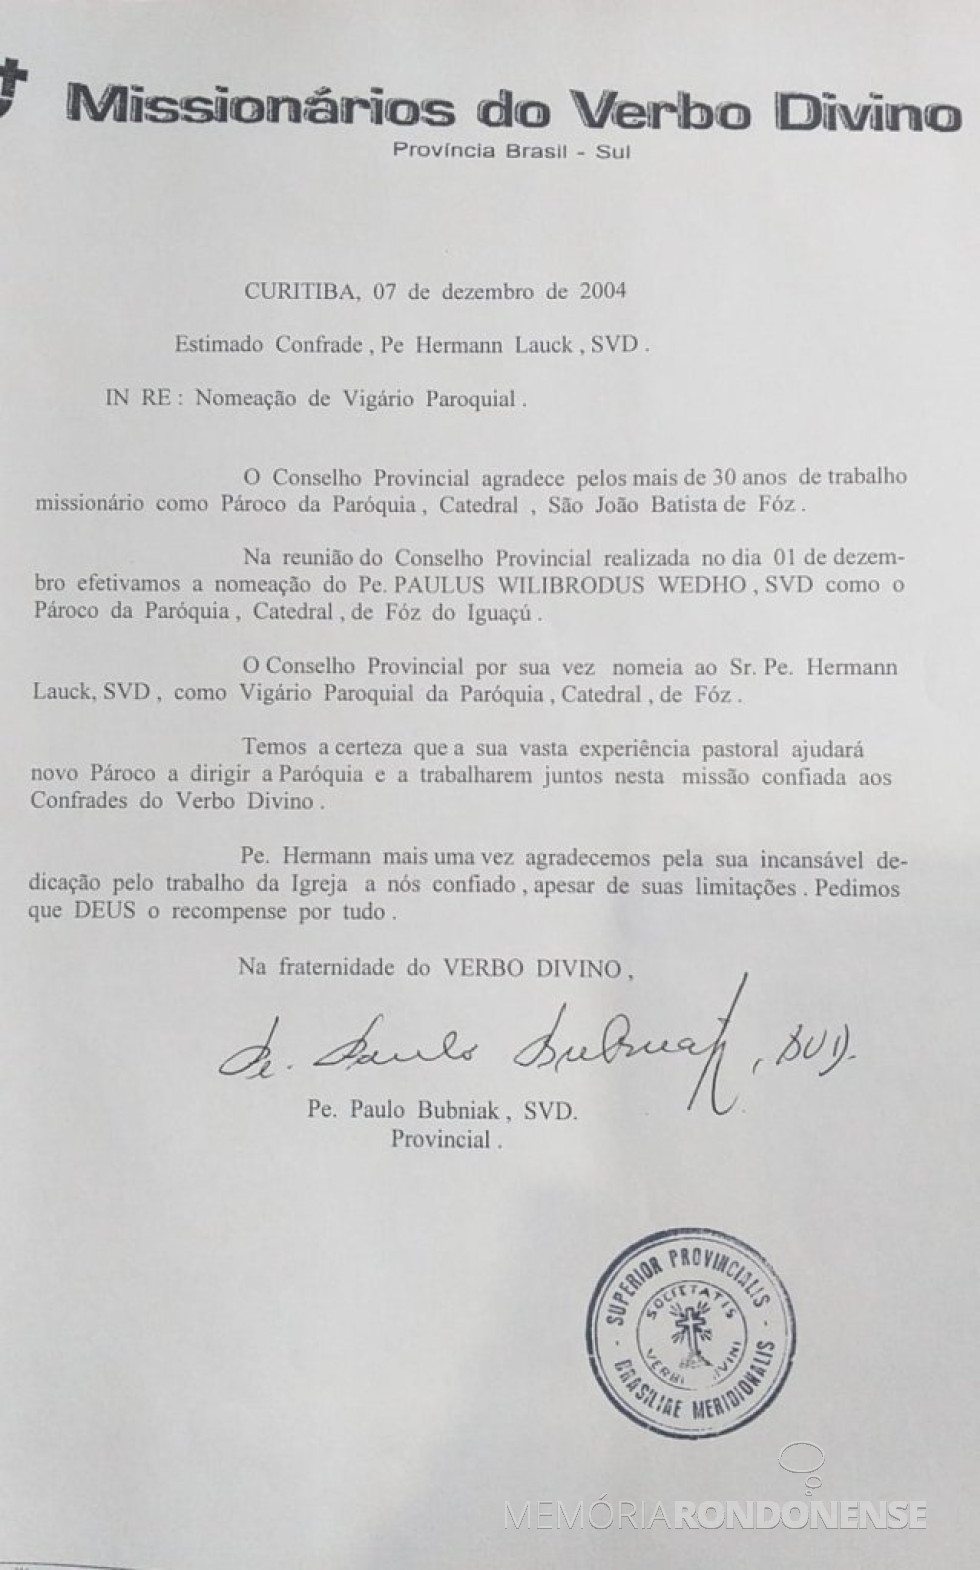 Missionários do Verbo Divino
Província Brasil - Sul
CURITIBA, 07 de dezembro de 2004
Estimado Confrade , Pe Hermann Lauck , SVD .
IN RE : Nomeação de Vigário Paroquial .
O Conselho Provincial agradece pelos mais de 30 anos de trabalho
missionário como Pároco da Paróquia , Catedral , São João Batista de Fóz .
Na reunião do Conselho Provincial realizada no dia 01 de dezem-
bro efetivamos a nomeação do Pe. PAULUS WILIBRODUS WEDHO , SVD como o
Pároco da Paróquia , Catedral , de Fóz do Iguaçú .
O Conselho Provincial por sua vez nomeia ao Sr. Pe. Hermann
Lauck, SVD , como Vigário Paroquial da Paróquia , Catedral , de Fóz .
Temos a certeza que a sua vasta experiência pastoral ajudará
novo Pároco a dirigir a Paróquia e a trabalharem juntos nesta missão confiada aos
Confrades do Verbo Divino .
Pe. Hermann mais uma vez agradecemos pela sua incansável de-
dicação pelo trabalho da Igreja a nós confiado , apesar de suas limitações . Pedimos
que DEUS o recompense por tudo .
Na fraternidade do VERBO DIVINO ,
Pe. Paulo Bubniak, SVD.
Pe. Paulo Bubniak , SVD.
Provincial .
SUPERIOR PROVINCIALIS
- BRASILIAE MERIDIONALIS -
SOCIETATIS
VERBI DIVINI
MEMÓRIARONDONENSE